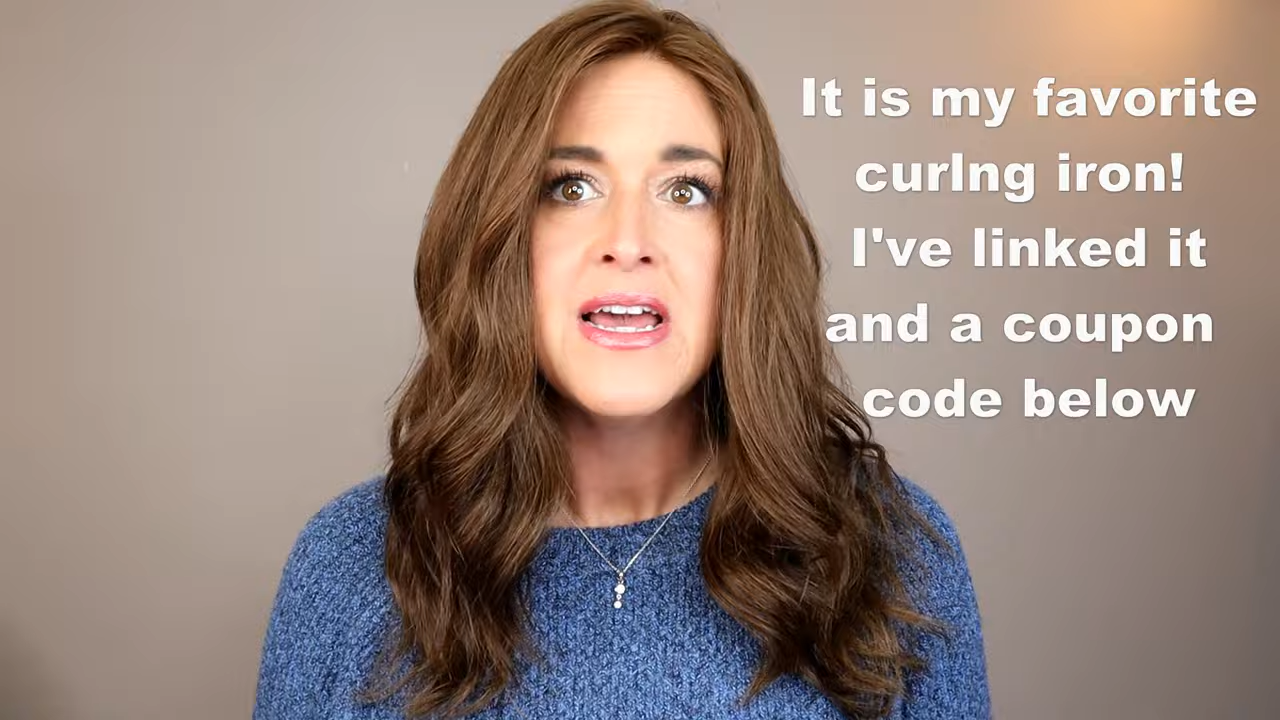 It is my favorite
curlng iron!
I've linked it
and a coupon
code below